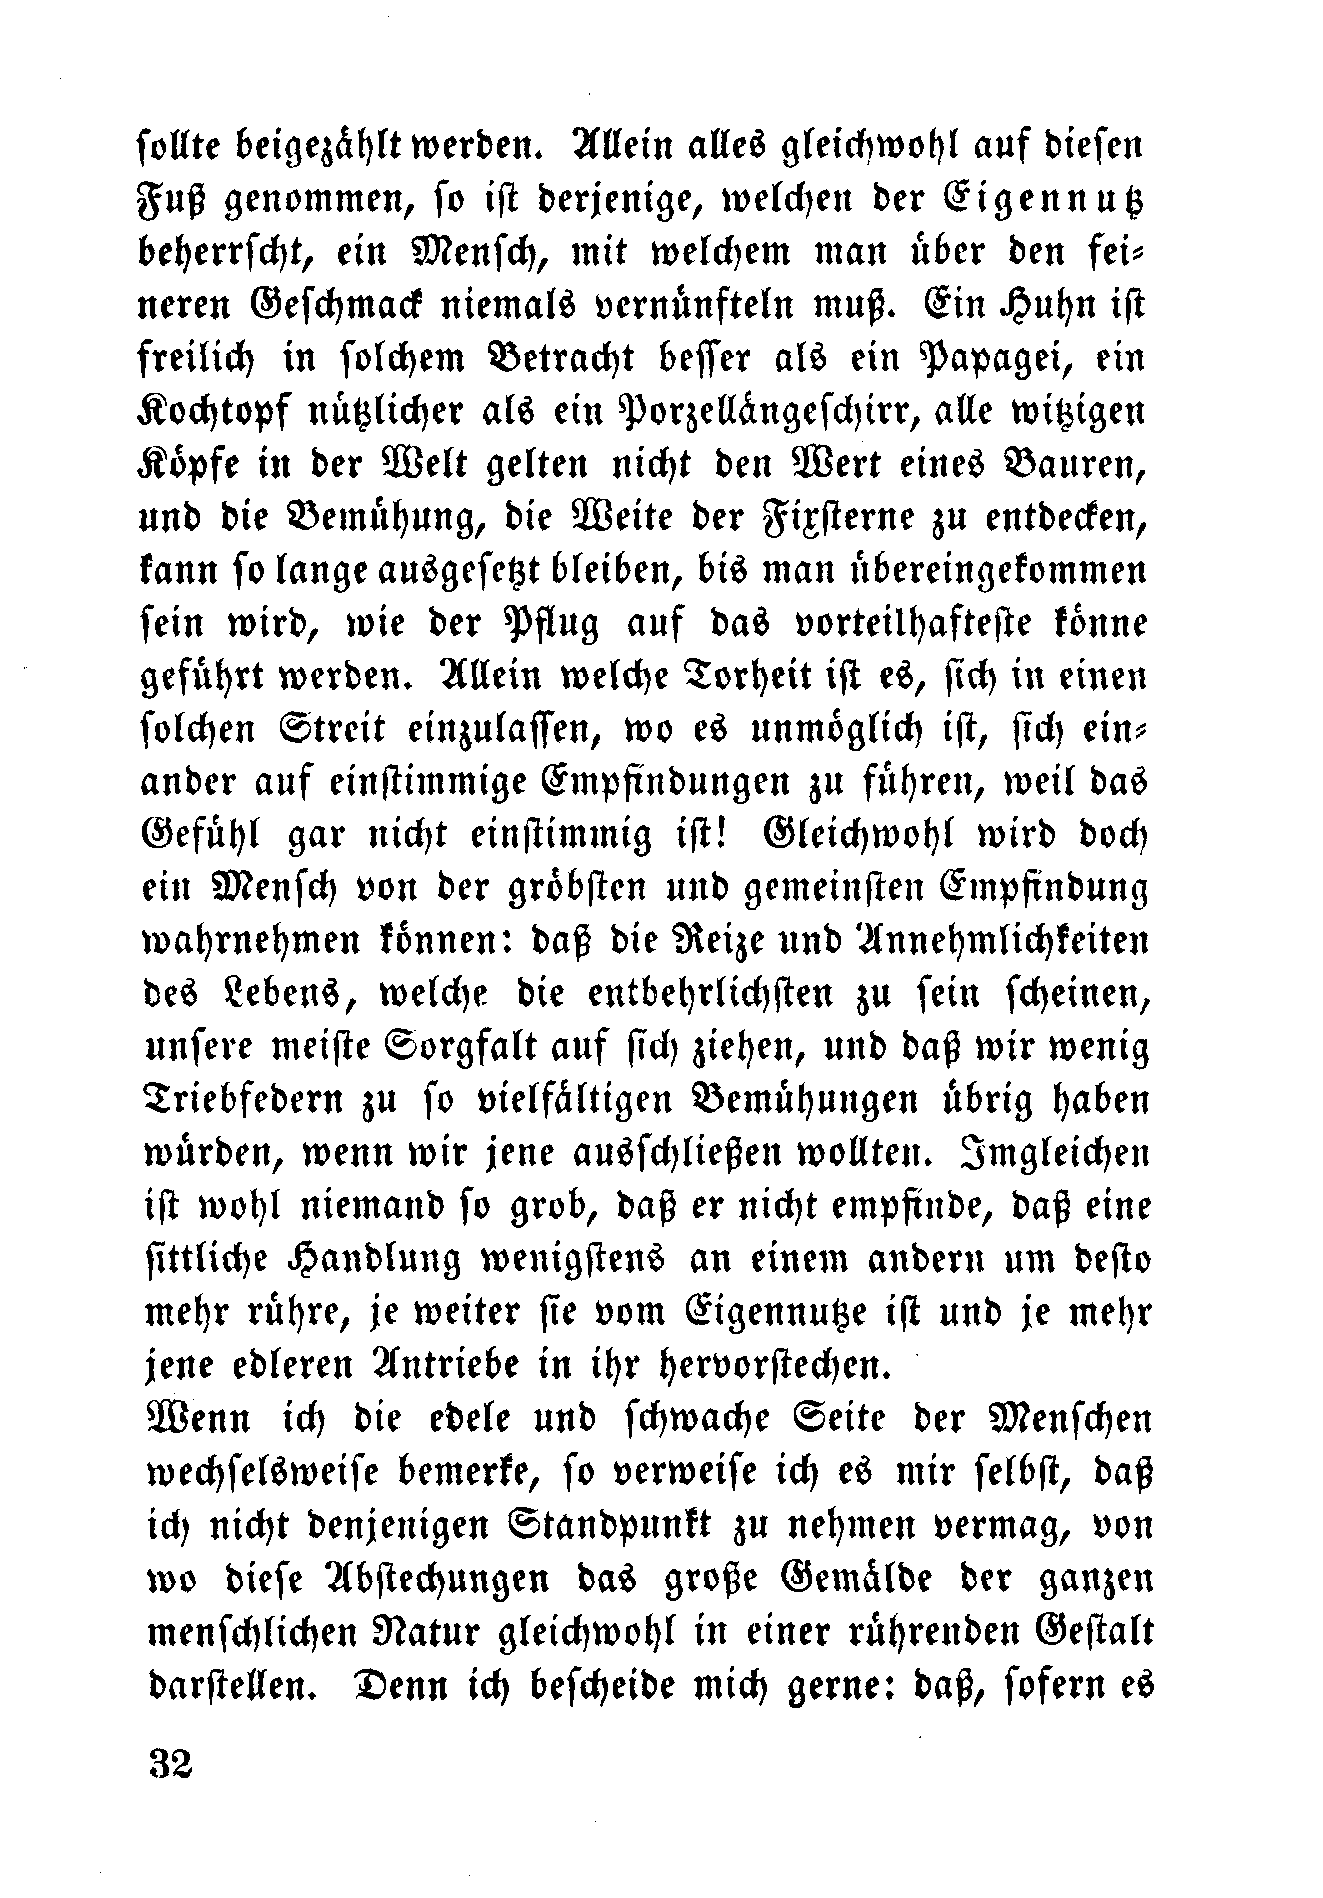 sollte beigezählt werden. Allein alles gleichwohl auf diesen
Fuß genommen, so ist derjenige, welchen der Eigennutz
beherrscht, ein Mensch, mit welchem man über den fei-
neren Geschmack niemals vernünfteln muß. Ein Huhn ist
freilich in solchem Betracht besser als ein Papagei, ein
Kochtopf nützlicher als ein Porzellängeschirr, alle witzigen
Köpfe in der Welt gelten nicht den Wert eines Bauren,
und die Bemühung, die Weite der Fixsterne zu entdecken,
kann so lange ausgesetzt bleiben, bis man übereingekommen
sein wird, wie der Pflug auf das vorteilhafteste könne
geführt werden. Allein welche Torheit ist es, sich in einen
solchen Streit einzulassen, wo es unmöglich ist, sich ein-
ander auf einstimmige Empfindungen zu führen, weil das
Gefühl gar nicht einstimmig ist! Gleichwohl wird doch
ein Mensch von der gröbsten und gemeinsten Empfindung
wahrnehmen können: daß die Reize und Annehmlichkeiten
des Lebens, welche die entbehrlichsten zu sein scheinen,
unsere meiste Sorgfalt auf sich ziehen, und daß wir wenig
Triebfedern zu so vielfältigen Bemühungen übrig haben
würden, wenn wir jene ausschließen wollten. Imgleichen
ist wohl niemand so grob, daß er nicht empfinde, daß eine
sittliche Handlung wenigstens an einem andern um desto
mehr rühre, je weiter sie vom Eigennutze ist und je mehr
jene edleren Antriebe in ihr hervorstechen.
Wenn ich die edele und schwache Seite der Menschen
wechselsweise bemerke, so verweise ich es mir selbst, daß
ich nicht denjenigen Standpunkt zu nehmen vermag, von
wo diese Abstechungen das große Gemälde der ganzen
menschlichen Natur gleichwohl in einer rührenden Gestalt
darstellen. Denn ich bescheide mich gerne: daß, sofern es
32